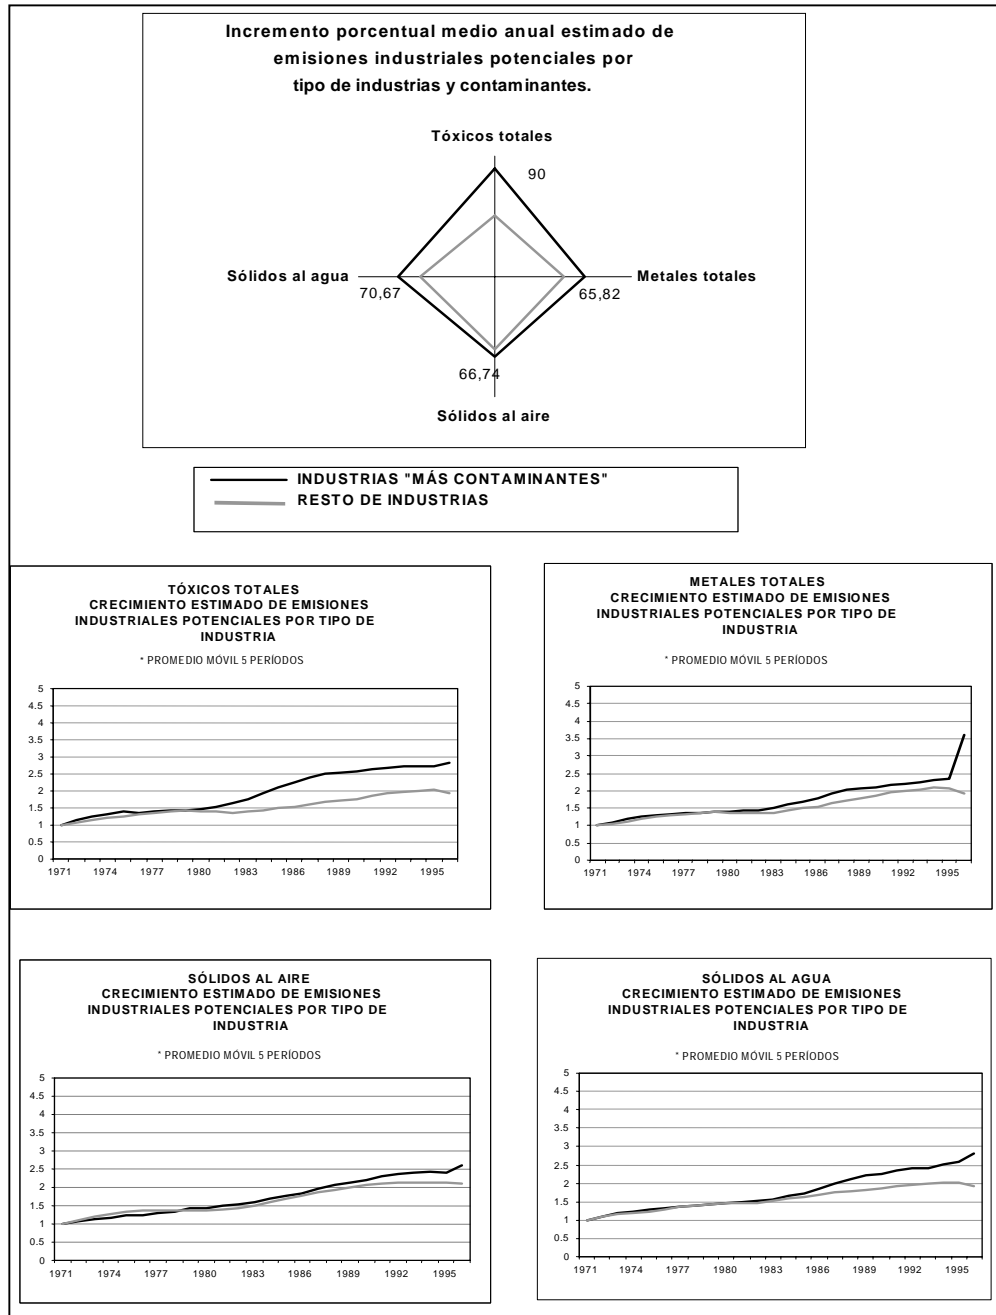 Incremento porcentual medio anual estimado de
emisiones industriales potenciales por
tipo de industrias y contaminantes.
Tóxicos totales
90
Sólidos al agua
Metales totales
70,67
65,82
66,74
Sólidos al aire
INDUSTRIAS "MÁS CONTAMINANTES"
RESTO DE INDUSTRIAS
TÓXICOS TOTALES
CRECIMIENTO ESTIMADO DE EMISIONES
INDUSTRIALES POTENCIALES POR TIPO DE
INDUSTRIA
* PROMEDIO MÓVIL 5 PERÍODOS
5
4.5
4
3.5
3
2.5
2
1.5
1
0.5
0
1971 1974 1977 1980 1983 1986 1989 1992 1995
METALES TOTALES
CRECIMIENTO ESTIMADO DE EMISIONES
INDUSTRIALES POTENCIALES POR TIPO DE
INDUSTRIA
* PROMEDIO MÓVIL 5 PERÍODOS
5
4.5
4
3.5
3
2.5
2
1.5
1
0.5
0
1971 1974 1977 1980 1983 1986 1989 1992 1995
SÓLIDOS AL AIRE
CRECIMIENTO ESTIMADO DE EMISIONES
INDUSTRIALES POTENCIALES POR TIPO DE
INDUSTRIA
* PROMEDIO MÓVIL 5 PERÍODOS
5
4.5
4
3.5
3
2.5
2
1.5
1
0.5
0
1971 1974 1977 1980 1983 1986 1989 1992 1995
SÓLIDOS AL AGUA
CRECIMIENTO ESTIMADO DE EMISIONES
INDUSTRIALES POTENCIALES POR TIPO DE
INDUSTRIA
* PROMEDIO MÓVIL 5 PERÍODOS
5
4.5
4
3.5
3
2.5
2
1.5
1
0.5
0
1971 1974 1977 1980 1983 1986 1989 1992 1995